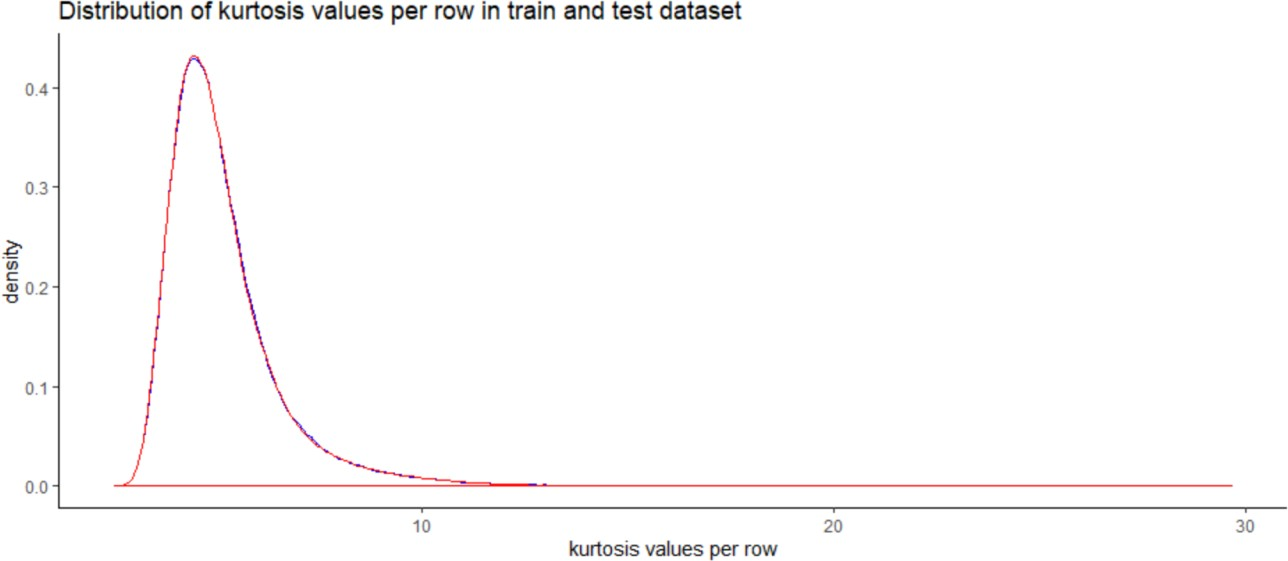 Distribution of kurtosis values per row in train and test dataset
0.4
0.3
0.2
0.1
0.0
density
10 20 30
kurtosis values per row